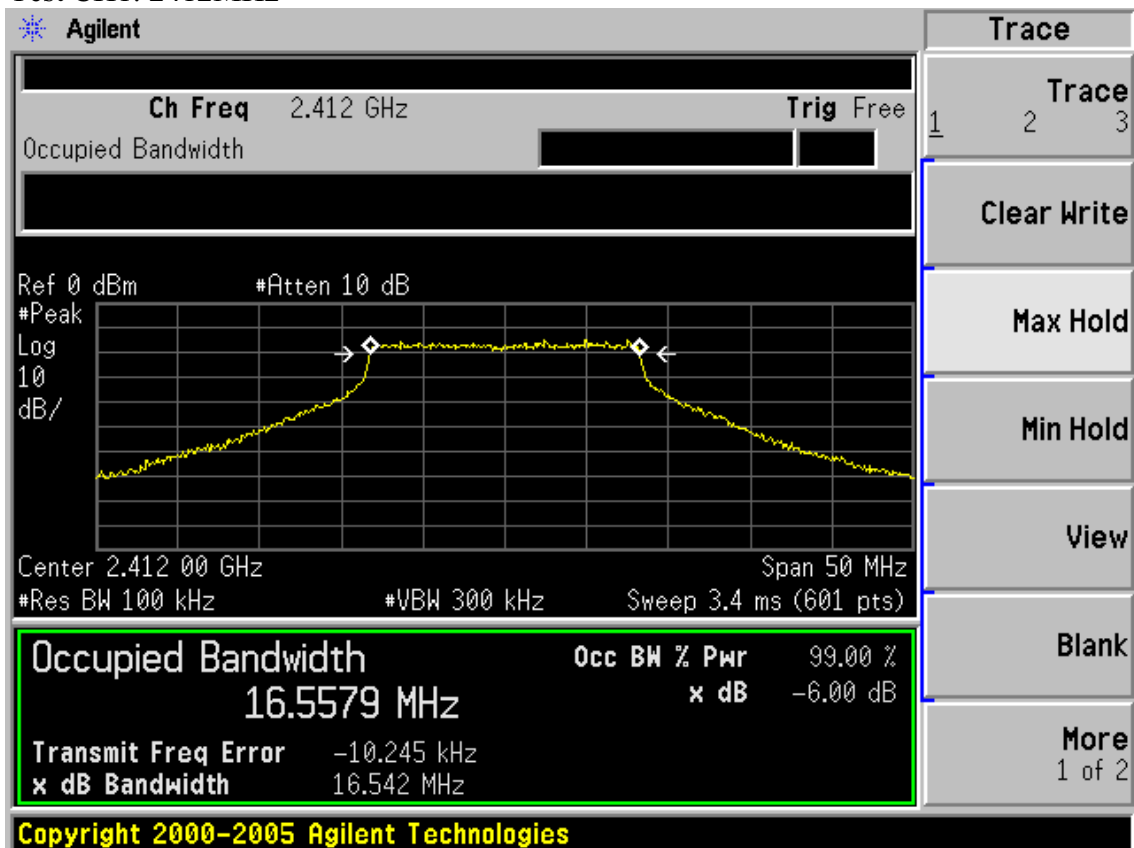 Agilent
Trace
Ch Freq 2.412 GHz Trig Free
Occupied Bandwidth
Trace
1 2 3
Clear Write
Max Hold
Min Hold
View
Blank
More
1 of 2
Ref 0 dBm #Atten 10 dB
#Peak
Log
10
dB/
Center 2.412 00 GHz Span 50 MHz
#Res BW 100 kHz #VBW 300 kHz Sweep 3.4 ms (601 pts)
Occupied Bandwidth Occ BW % Pwr 99.00 %
16.5579 MHz x dB -6.00 dB
Transmit Freq Error -10.245 kHz
x dB Bandwidth 16.542 MHz
Copyright 2000-2005 Agilent Technologies